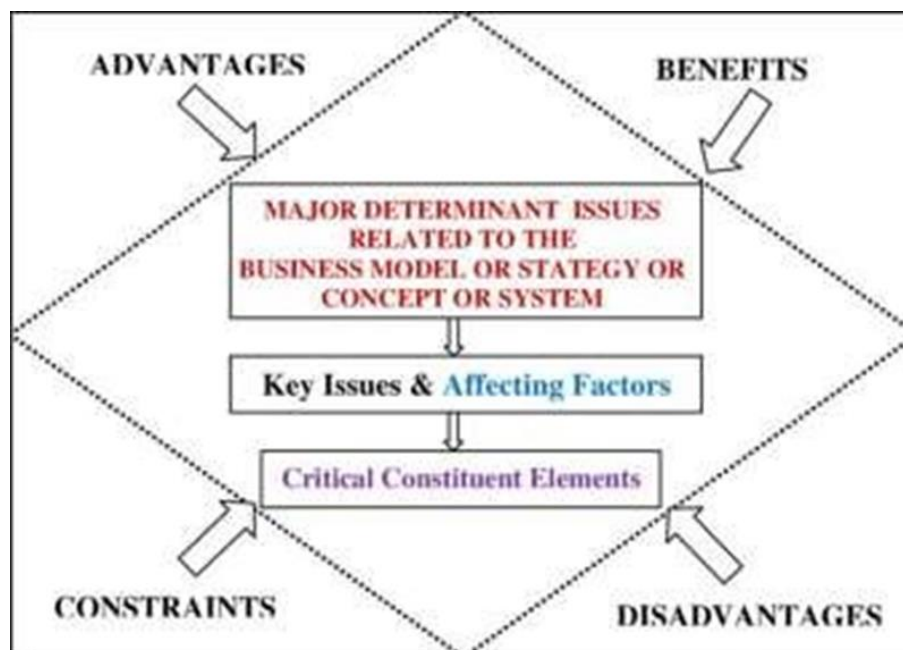 ADVANTAGES
BENEFITS
MAJOR DETERMINANT ISSUES
RELATED TO THE
BUSINESS MODEL OR STATEGY OR
CONCEPT OR SYSTEM
Key Issues & Affecting Factors
Critical Constituent Elements
CONSTRAINTS
DISADVANTAGES